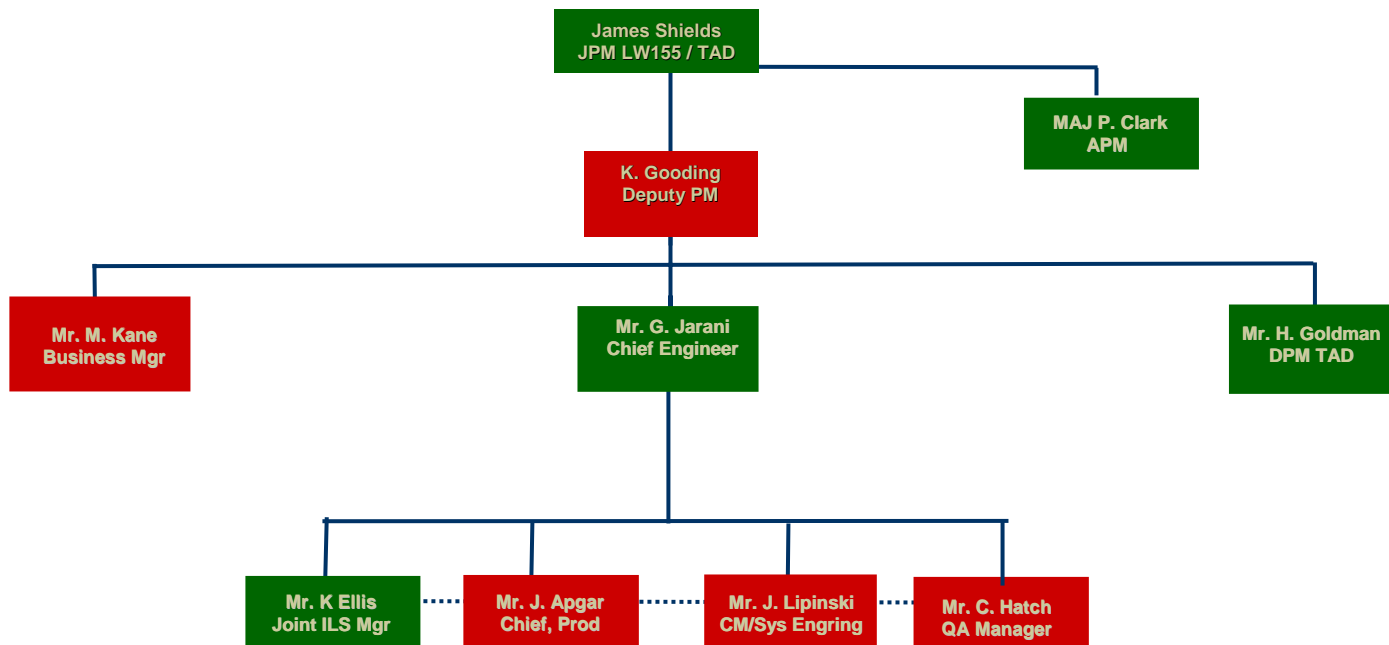 James Shields
JPM LW155 / TAD
MAJ P. Clark
APM
K. Gooding
Deputy PM
Mr. M. Kane
Business Mgr
Mr. G. Jarani
Chief Engineer
Mr. H. Goldman
DPM TAD
Mr. K Ellis
Joint ILS Mgr
Mr. J. Apgar
Chief, Prod
Mr. J. Lipinski
CM/Sys Engring
Mr. C. Hatch
QA Manager